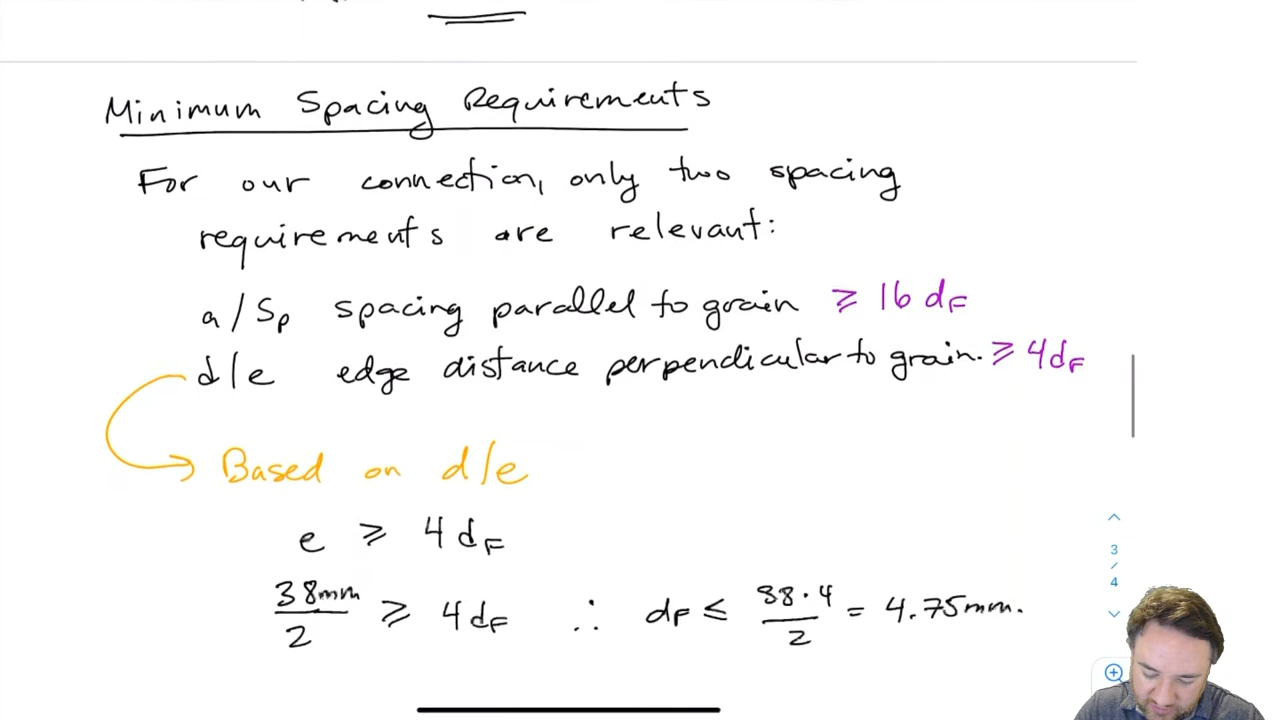 Minimum Spacing Requirements
For our connection, only two spacing
requirements are relevant:
a/Sp spacing parallel to grain ≥ 16 dF
d/e edge distance perpendicular to grain. ≥ 4dF
Based on d/e
e ≥ 4 dF
38mm/2 ≥ 4dF ∴ dF ≤ 38·4/2 = 4.75mm.
3
/
4